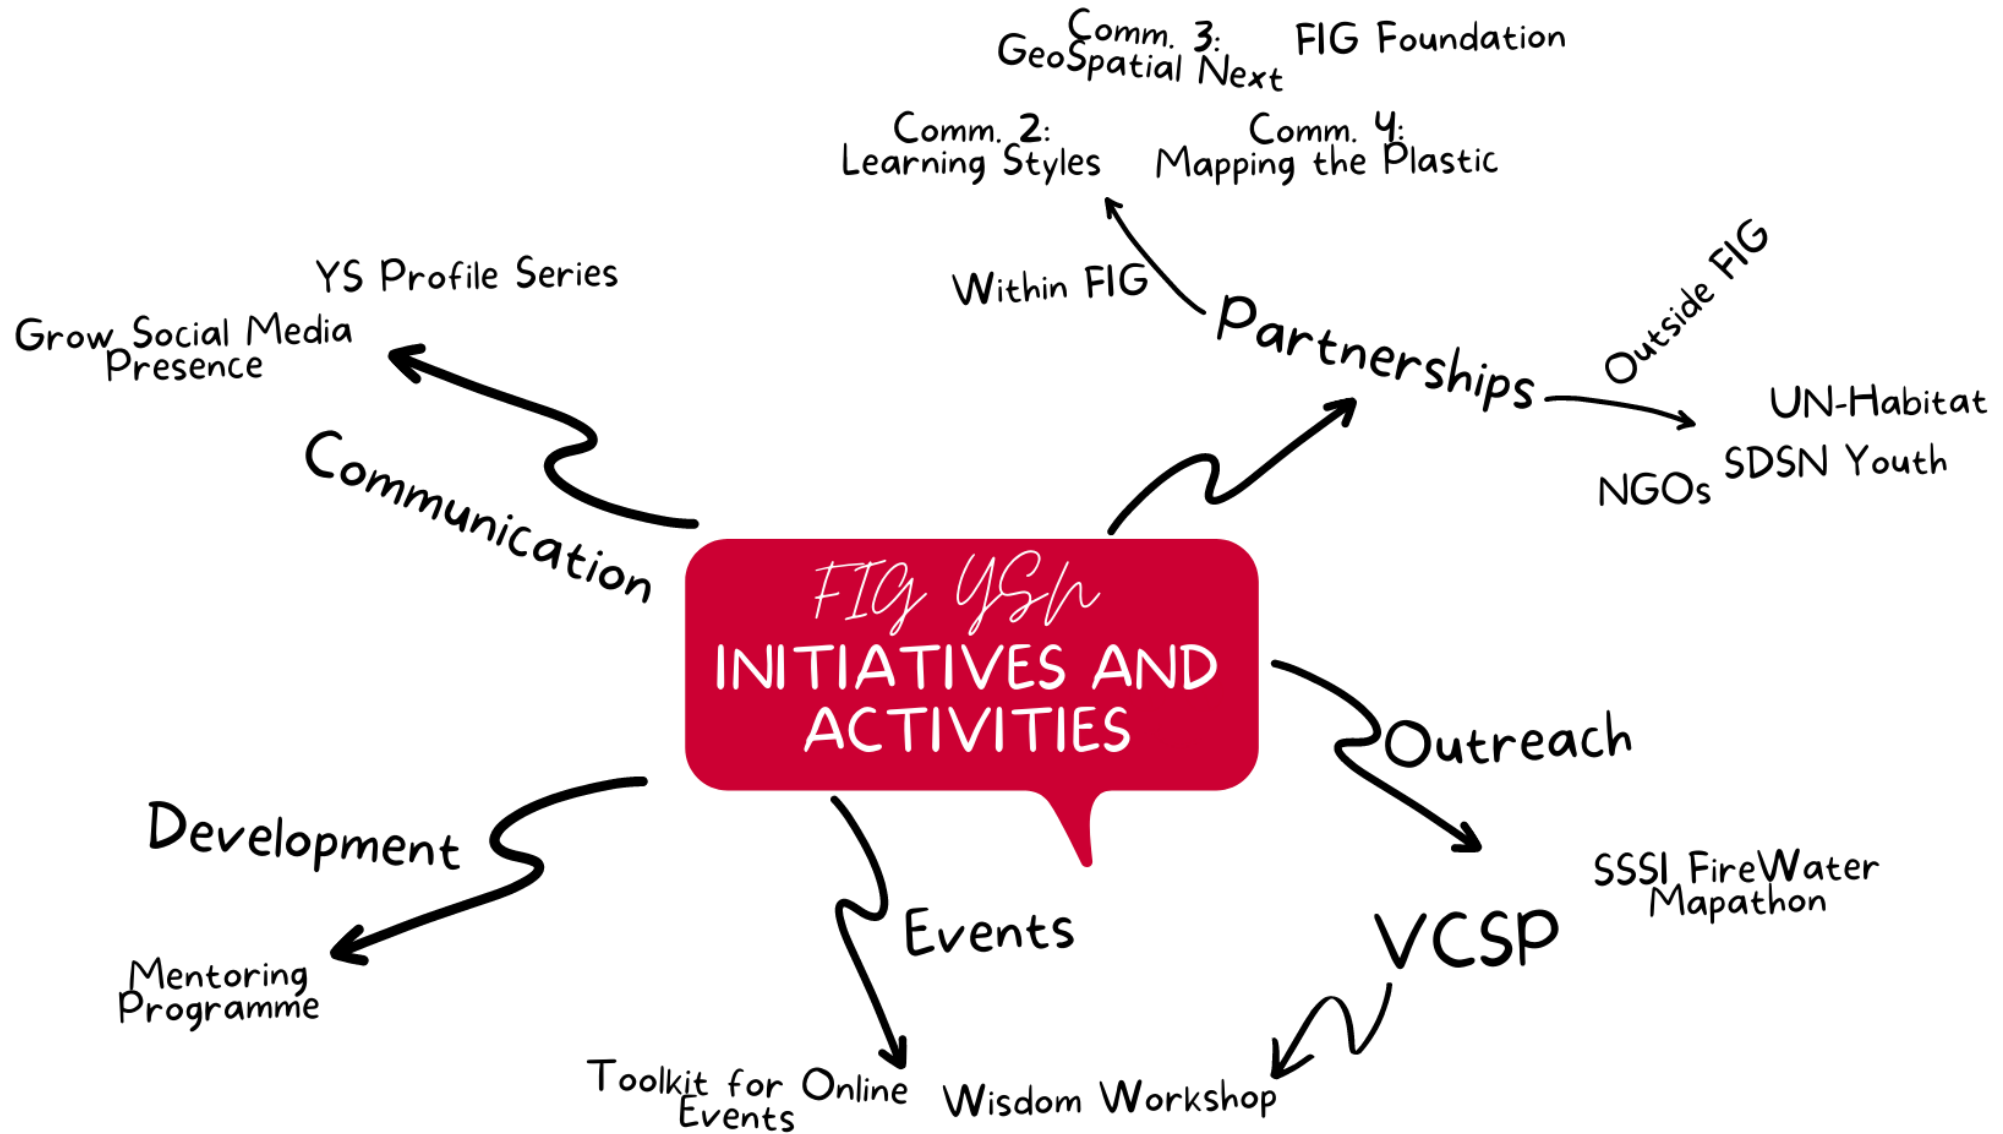 Comm. 3:
GeoSpatial Next
FIG Foundation
Comm. 2:
Learning Styles
Comm. 4:
Mapping the Plastic
Within FIG
Partnerships
Outside FIG
UN-Habitat
SDSN Youth
NGOs
YS Profile Series
Grow Social Media
Presence
Communication
FIG YSN
INITIATIVES AND
ACTIVITIES
Outreach
SSSI FireWater
Mapathon
VCSP
Development
Mentoring
Programme
Events
Toolkit for Online
Events
Wisdom Workshop